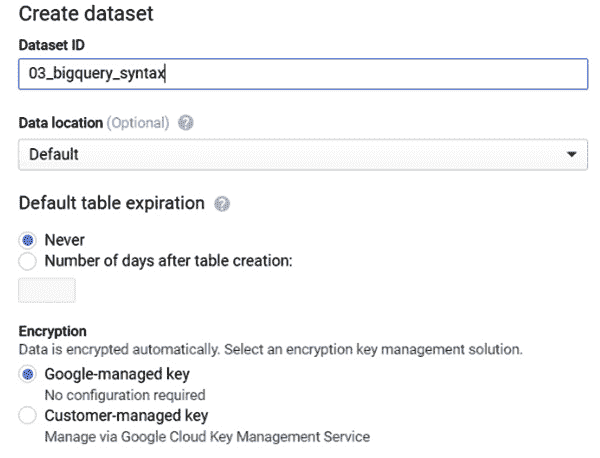 Create dataset
Dataset ID
03_bigquery_syntax
Data location (Optional)
Default
Default table expiration
Never
Number of days after table creation:
Encryption
Data is encrypted automatically. Select an encryption key management solution.
Google-managed key
No configuration required
Customer-managed key
Manage via Google Cloud Key Management Service